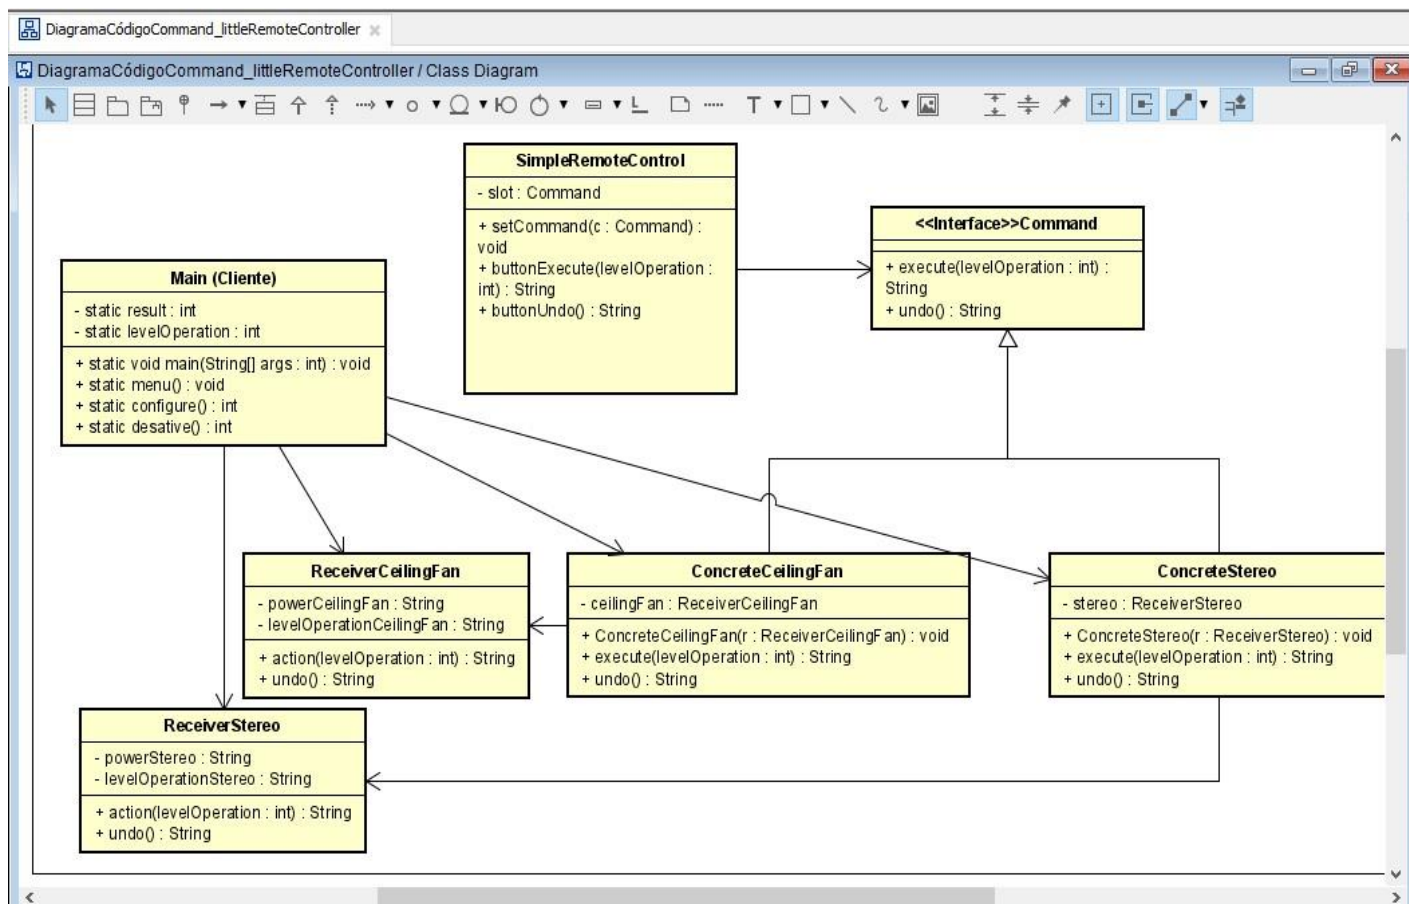 DiagramaCódigoCommand_littleRemoteController
DiagramaCódigoCommand_littleRemoteController / Class Diagram
T
SimpleRemoteControl
- slot : Command
+ setCommand(c : Command) :
void
+ buttonExecute(levelOperation :
int) : String
+ buttonUndo() : String
<<Interface>>Command
+ execute(levelOperation : int) :
String
+ undo() : String
Main (Cliente)
- static result : int
- static levelOperation : int
+ static void main(String[] args : int) : void
+ static menu() : void
+ static configure() : int
+ static desative() : int
ReceiverCeilingFan
- powerCeilingFan : String
- levelOperationCeilingFan : String
+ action(levelOperation : int) : String
+ undo() : String
ConcreteCeilingFan
- ceilingFan : ReceiverCeilingFan
+ ConcreteCeilingFan(r : ReceiverCeilingFan) : void
+ execute(levelOperation : int) : String
+ undo() : String
ConcreteStereo
- stereo : ReceiverStereo
+ ConcreteStereo(r : ReceiverStereo) : void
+ execute(levelOperation : int) : String
+ undo() : String
ReceiverStereo
- powerStereo : String
- levelOperationStereo : String
+ action(levelOperation : int) : String
+ undo() : String